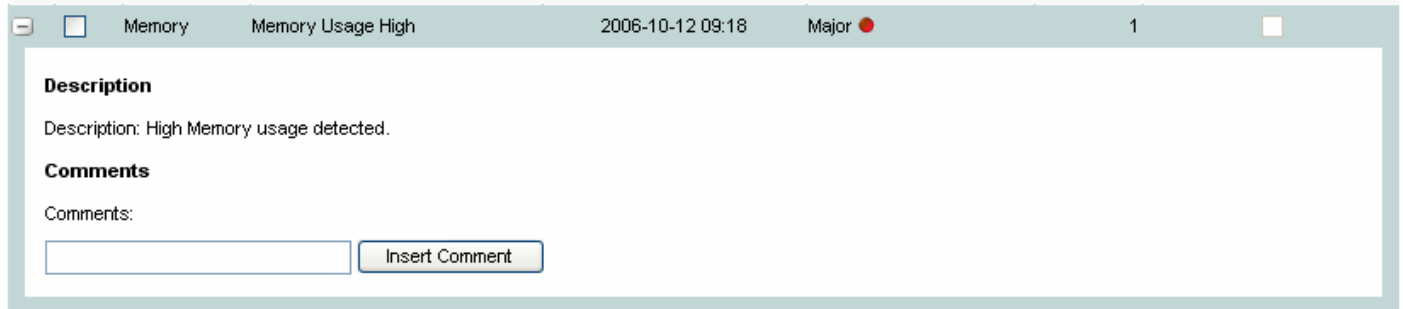 Memory Memory Usage High 2006-10-12 09:18 Major 1
Description
Description: High Memory usage detected.
Comments
Comments:
Insert Comment